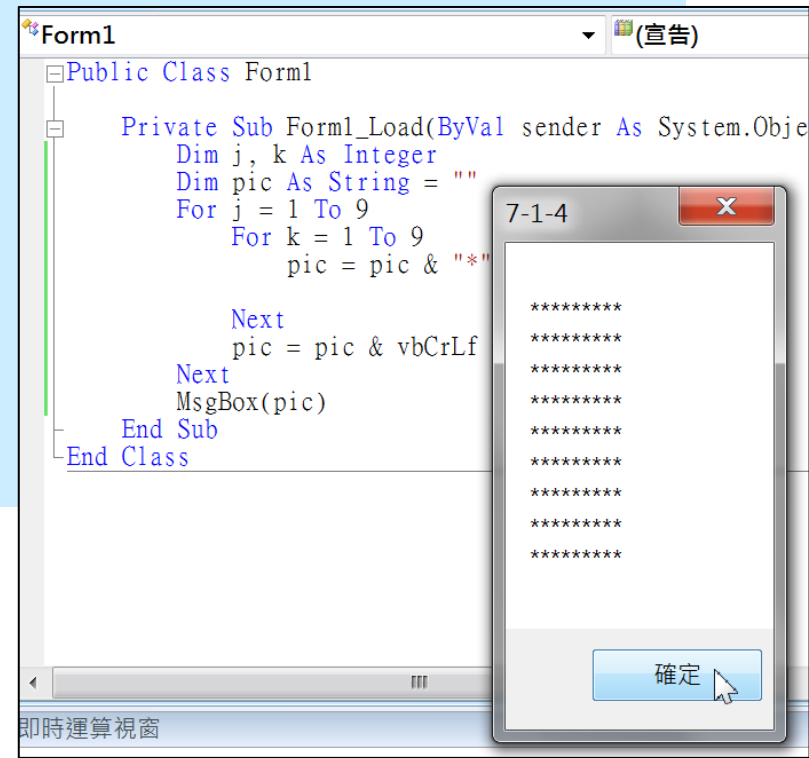 Form1
(宣告)
Public Class Form1
Private Sub Form1_Load(ByVal sender As System.Obje
Dim j, k As Integer
Dim pic As String = ""
For j = 1 To 9
For k = 1 To 9
pic = pic & "*"
Next
pic = pic & vbCrLf
Next
MsgBox(pic)
End Sub
End Class
7-1-4
*********
*********
*********
*********
*********
*********
*********
*********
*********
確定
即時運算視窗